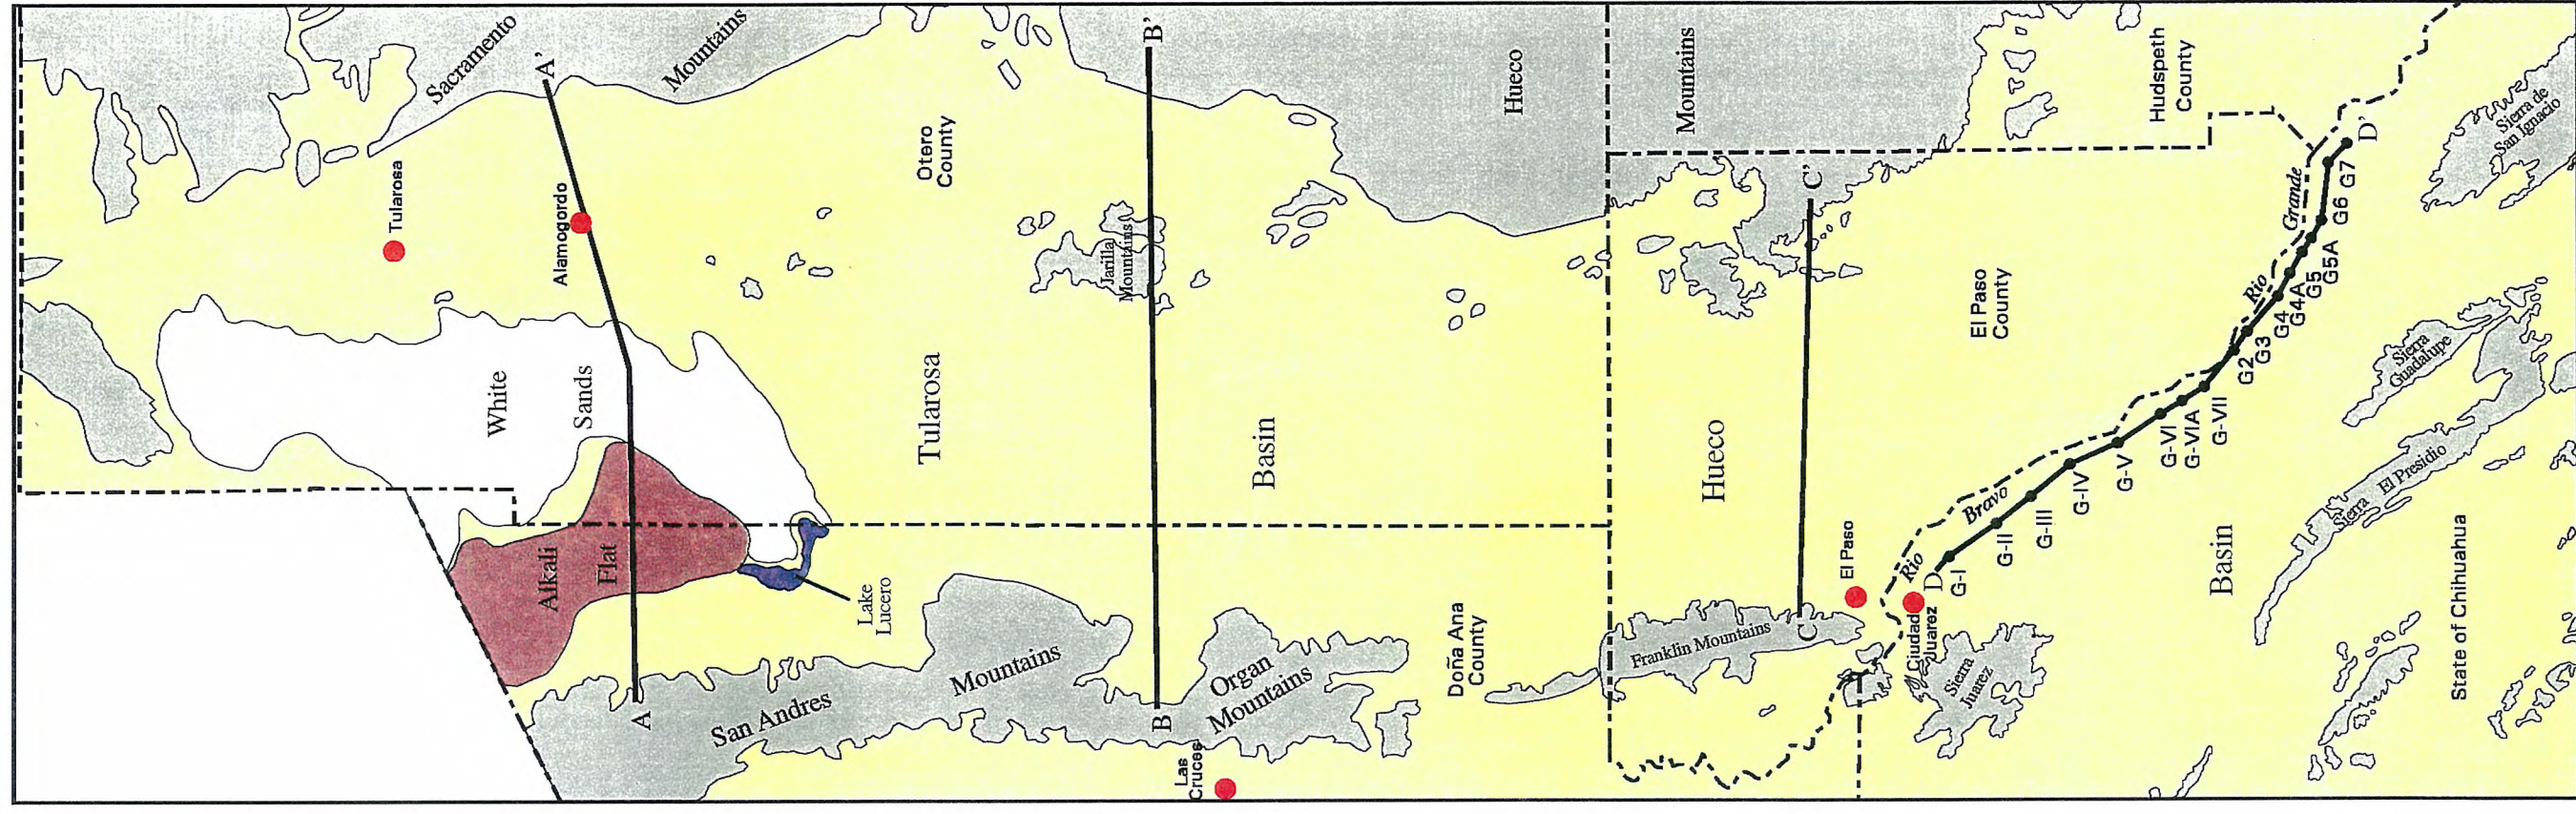 Sacramento
Mountains
A'
Tularosa
Alamogordo
White
Sands
Alkali
Flat
Lake
Lucero
A
San Andres
Mountains
Otero
County
Tularosa
Basin
B'
Jarilla
Mountains
B
Organ
Mountains
Las
Cruces
Doña Ana
County
Hueco
Mountains
Hudspeth
County
C'
Hueco
Basin
El Paso
County
El Paso
Franklin Mountains
C
Ciudad
Juarez
Sierra
Juarez
Rio
Bravo
Rio
Grande
D
G-I
G-II
G-III
G-IV
G-V
G-VI
G-VIA
G-VII
G2
G3
G4
G4A
G5
G5A
G6
G7
D'
Sierra de
San Ignacio
Sierra
Guadalupe
Sierra
El Presidio
State of Chihuahua